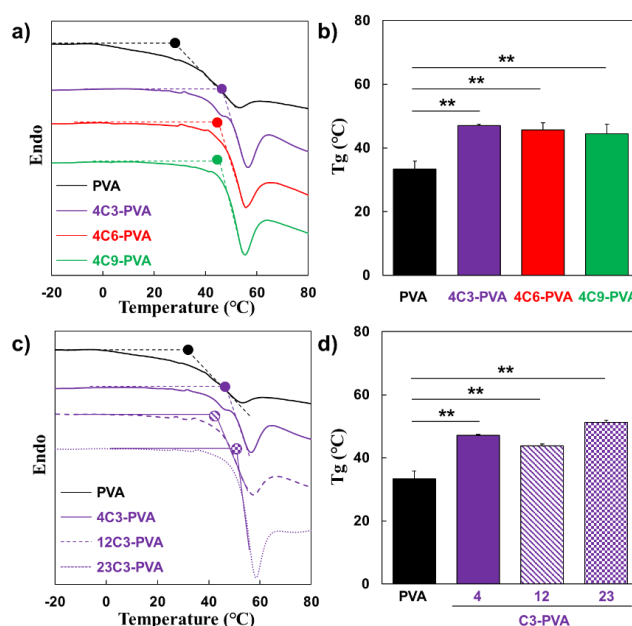 a)
Endo
PVA
4C3-PVA
4C6-PVA
4C9-PVA
-20 0 20 40 60 80
Temperature (°C)
b)
Tg (°C)
80
60
40
20
0
**
**
**
PVA 4C3-PVA 4C6-PVA 4C9-PVA
c)
Endo
PVA
4C3-PVA
12C3-PVA
23C3-PVA
-20 0 20 40 60 80
Temperature (°C)
d)
Tg (°C)
80
60
40
20
0
**
**
**
PVA 4 12 23
C3-PVA